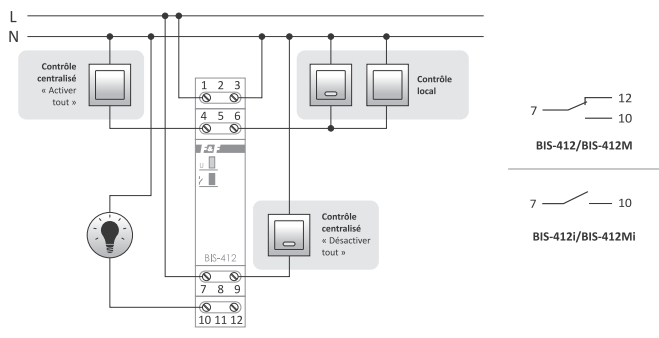 L
N
Contrôle
centralisé
« Activer
tout »
1 2 3
4 5 6
F&F
U
BIS-412
7 8 9
10 11 12
Contrôle
local
Contrôle
centralisé
« Désactiver
tout »
7
12
10
BIS-412/BIS-412M
7
10
BIS-412i/BIS-412Mi